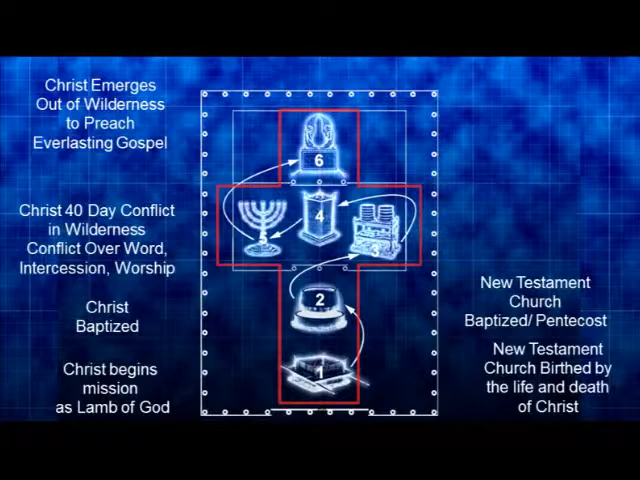 Christ Emerges
Out of Wilderness
to Preach
Everlasting Gospel
Christ 40 Day Conflict
in Wilderness
Conflict Over Word,
Intercession, Worship
Christ
Baptized
Christ begins
mission
as Lamb of God
6
4
5
3
2
1
New Testament
Church
Baptized/ Pentecost
New Testament
Church Birthed by
the life and death
of Christ